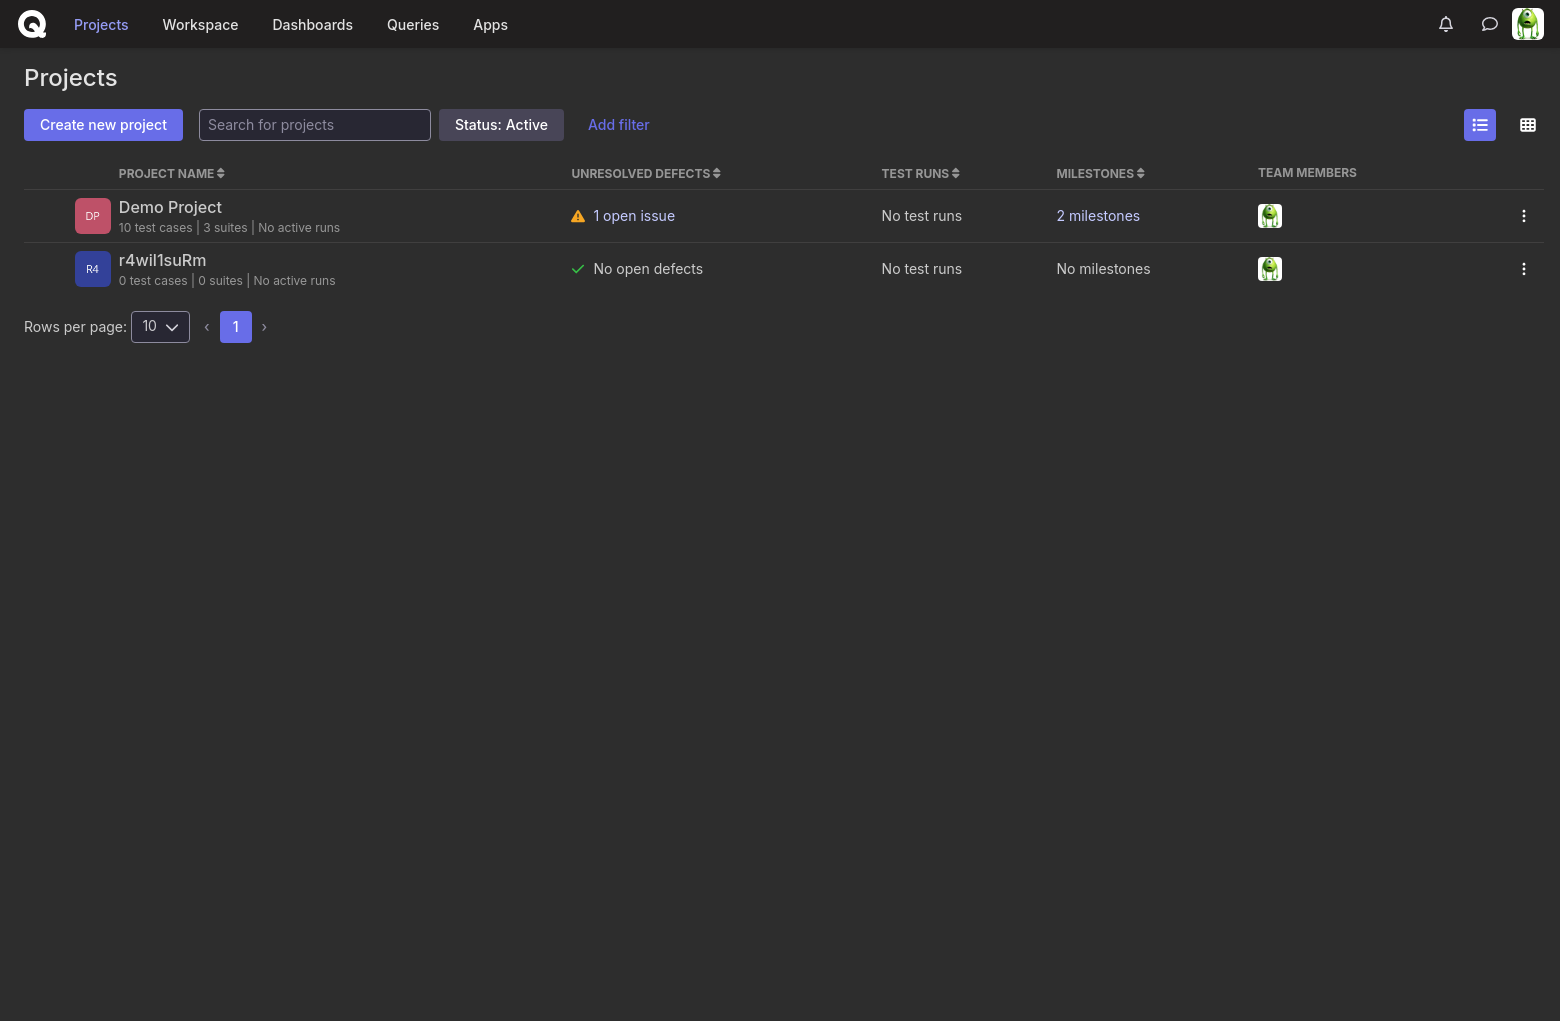 Projects
Workspace
Dashboards
Queries
Apps
Projects
Create new project
Search for projects
Status: Active
Add filter
PROJECT NAME
UNRESOLVED DEFECTS
TEST RUNS
MILESTONES
TEAM MEMBERS
DP
Demo Project
10 test cases | 3 suites | No active runs
1 open issue
No test runs
2 milestones
R4
r4wil1suRm
0 test cases | 0 suites | No active runs
No open defects
No test runs
No milestones
Rows per page:
10
‹
1
›